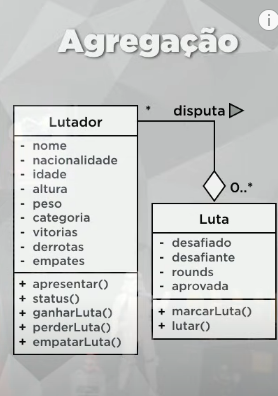 i
Agregação
* disputa
Lutador
- nome
- nacionalidade
- idade
- altura
- peso
- categoria
- vitorias
- derrotas
- empates
+ apresentar()
+ status()
+ ganharLuta()
+ perderLuta()
+ empatarLuta()
0..*
Luta
- desafiado
- desafiante
- rounds
- aprovada
+ marcarLuta()
+ lutar()